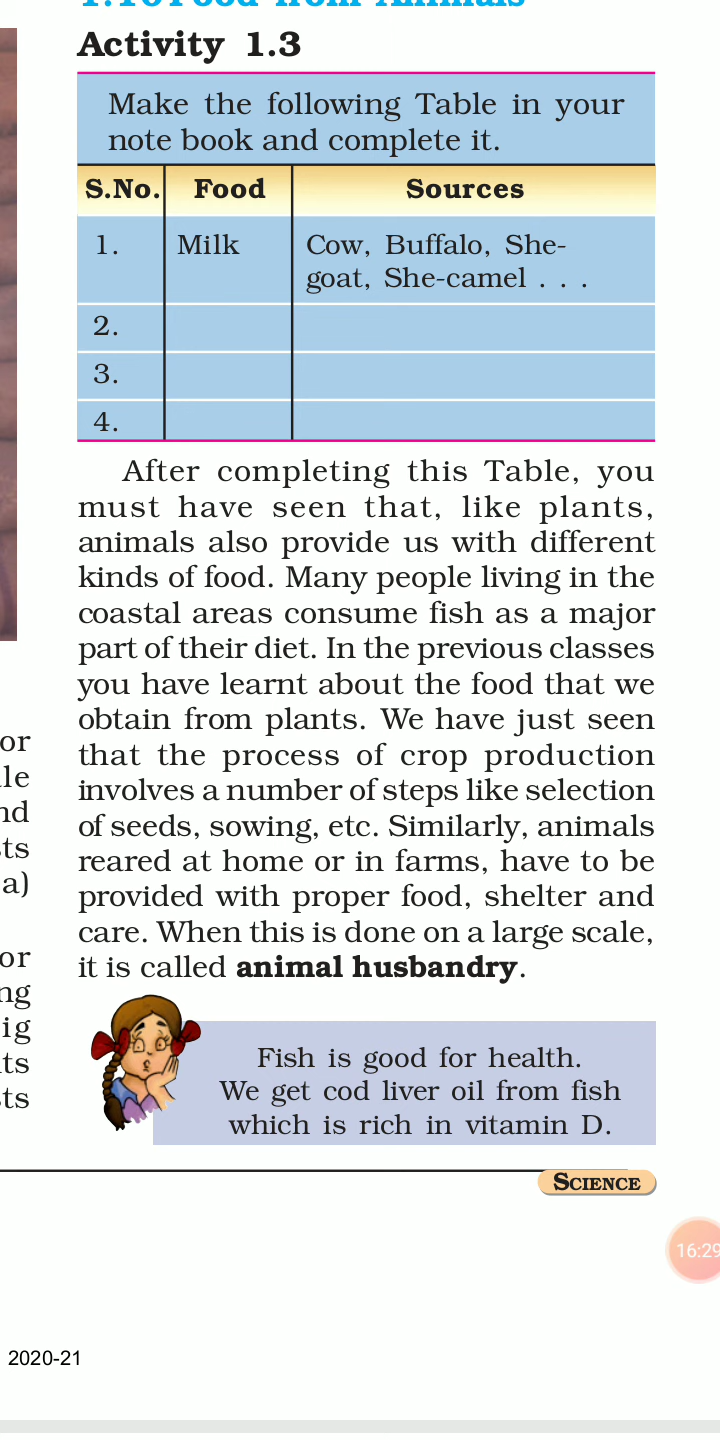 Activity 1.3
Make the following Table in your
note book and complete it.
S.No. Food Sources
1. Milk Cow, Buffalo, She-
goat, She-camel . . .
2.
3.
4.
After completing this Table, you
must have seen that, like plants,
animals also provide us with different
kinds of food. Many people living in the
coastal areas consume fish as a major
part of their diet. In the previous classes
you have learnt about the food that we
obtain from plants. We have just seen
that the process of crop production
involves a number of steps like selection
of seeds, sowing, etc. Similarly, animals
reared at home or in farms, have to be
provided with proper food, shelter and
care. When this is done on a large scale,
it is called animal husbandry.
or
nd
a)
or
ng
Fish is good for health.
We get cod liver oil from fish
which is rich in vitamin D.
SCIENCE
16:29
2020-21